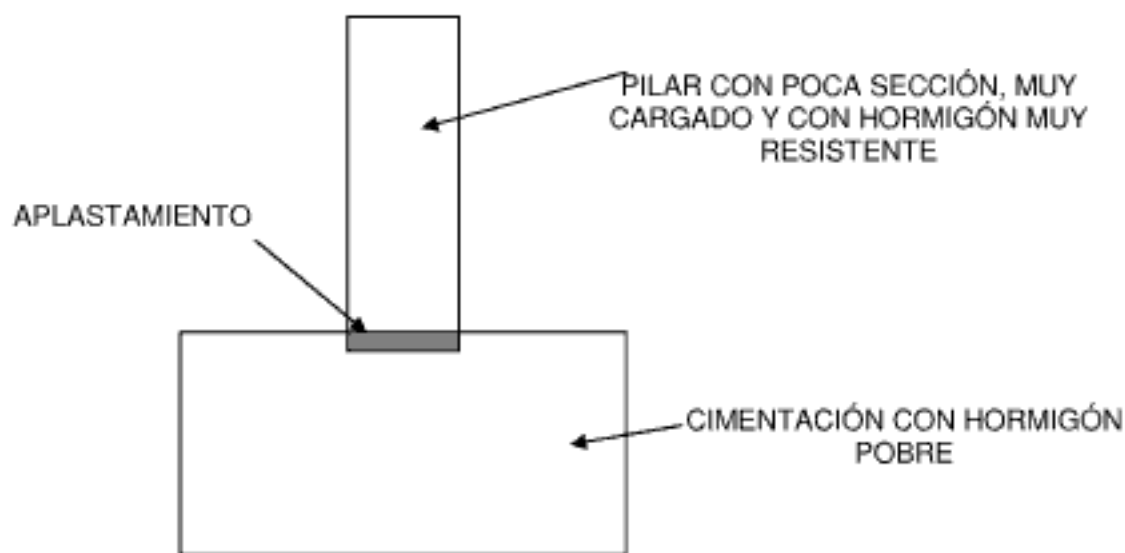 PILAR CON POCA SECCIÓN, MUY
CARGADO Y CON HORMIGÓN MUY
RESISTENTE
APLASTAMIENTO
CIMENTACIÓN CON HORMIGÓN
POBRE